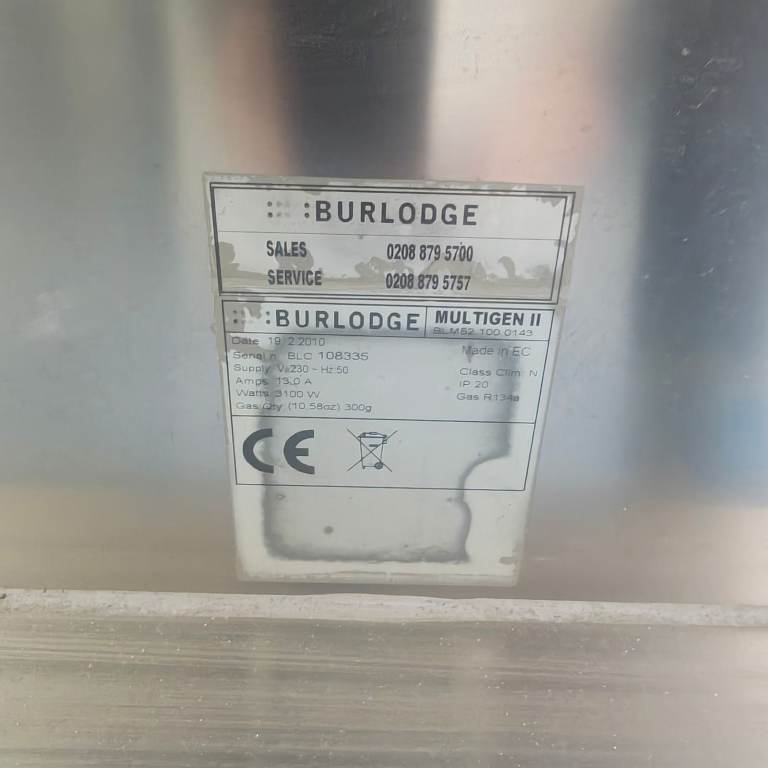 BURLODGE
SALES 0208 879 5700
SERVICE 0208 879 5757
BURLODGE MULTIGEN II
BLM52 100 0143
Date 19.2.2010 Made in EC
Serial n. BLC 108335
Supply V~230 - Hz 50 Class Clim. N
Amps 13.0 A IP 20
Watts 3100 W Gas R134a
Gas Qty (10.58oz) 300g
CE